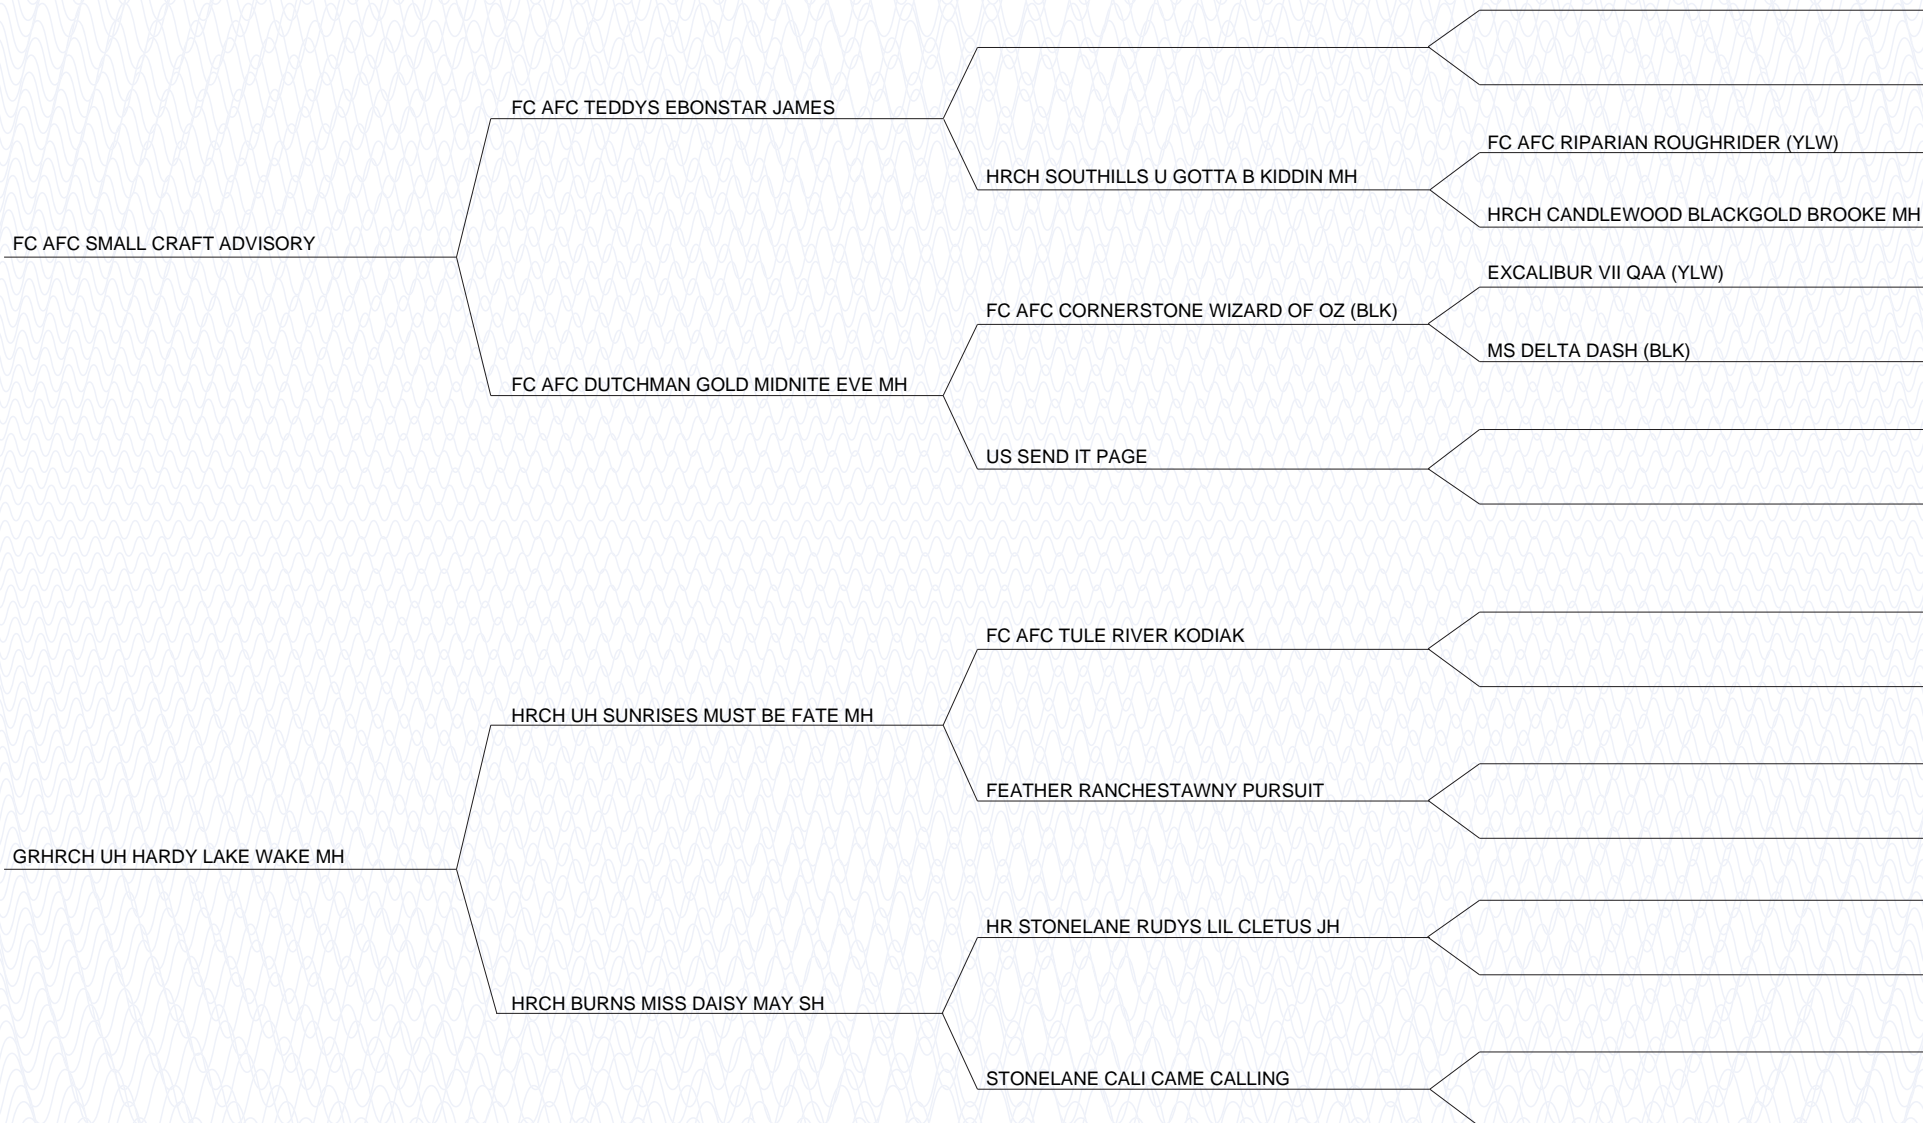 FC AFC TEDDYS EBONSTAR JAMES
FC AFC RIPARIAN ROUGHRIDER (YLW)
HRCH SOUTHILLS U GOTTA B KIDDIN MH
HRCH CANDLEWOOD BLACKGOLD BROOKE MH
FC AFC SMALL CRAFT ADVISORY
EXCALIBUR VII QAA (YLW)
FC AFC CORNERSTONE WIZARD OF OZ (BLK)
MS DELTA DASH (BLK)
FC AFC DUTCHMAN GOLD MIDNITE EVE MH
US SEND IT PAGE
FC AFC TULE RIVER KODIAK
HRCH UH SUNRISES MUST BE FATE MH
FEATHER RANCHESTAWNY PURSUIT
GRHRCH UH HARDY LAKE WAKE MH
HR STONELANE RUDYS LIL CLETUS JH
HRCH BURNS MISS DAISY MAY SH
STONELANE CALI CAME CALLING